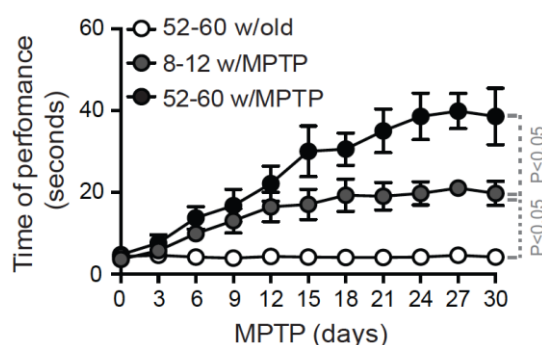 52-60 w/old
8-12 w/MPTP
52-60 w/MPTP
Time of perfomance
(seconds)
60
40
20
0
0 3 6 9 12 15 18 21 24 27 30
MPTP (days)
P<0.05
P<0.05